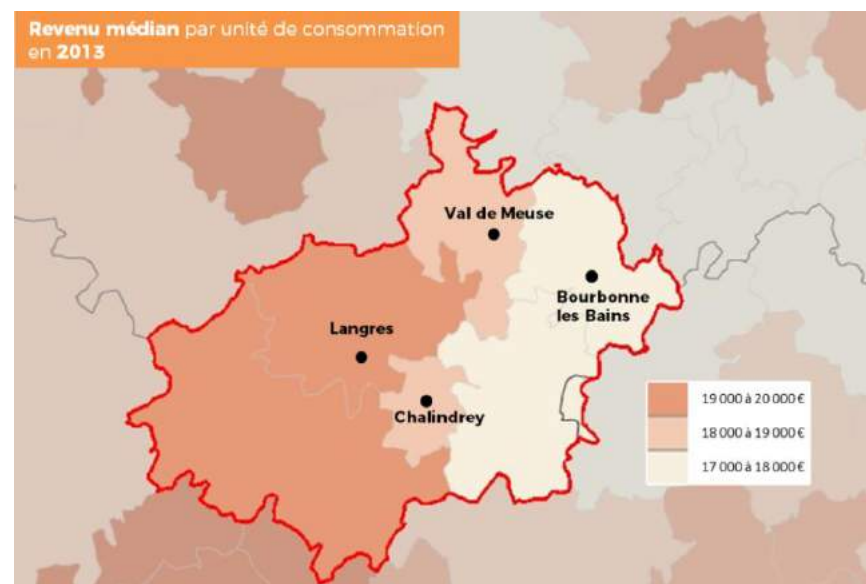 Revenu médian par unité de consommation
en 2013
Val de Meuse
Bourbonne
les Bains
Langres
Chalindrey
19 000 à 20 000 €
18 000 à 19 000 €
17 000 à 18 000 €